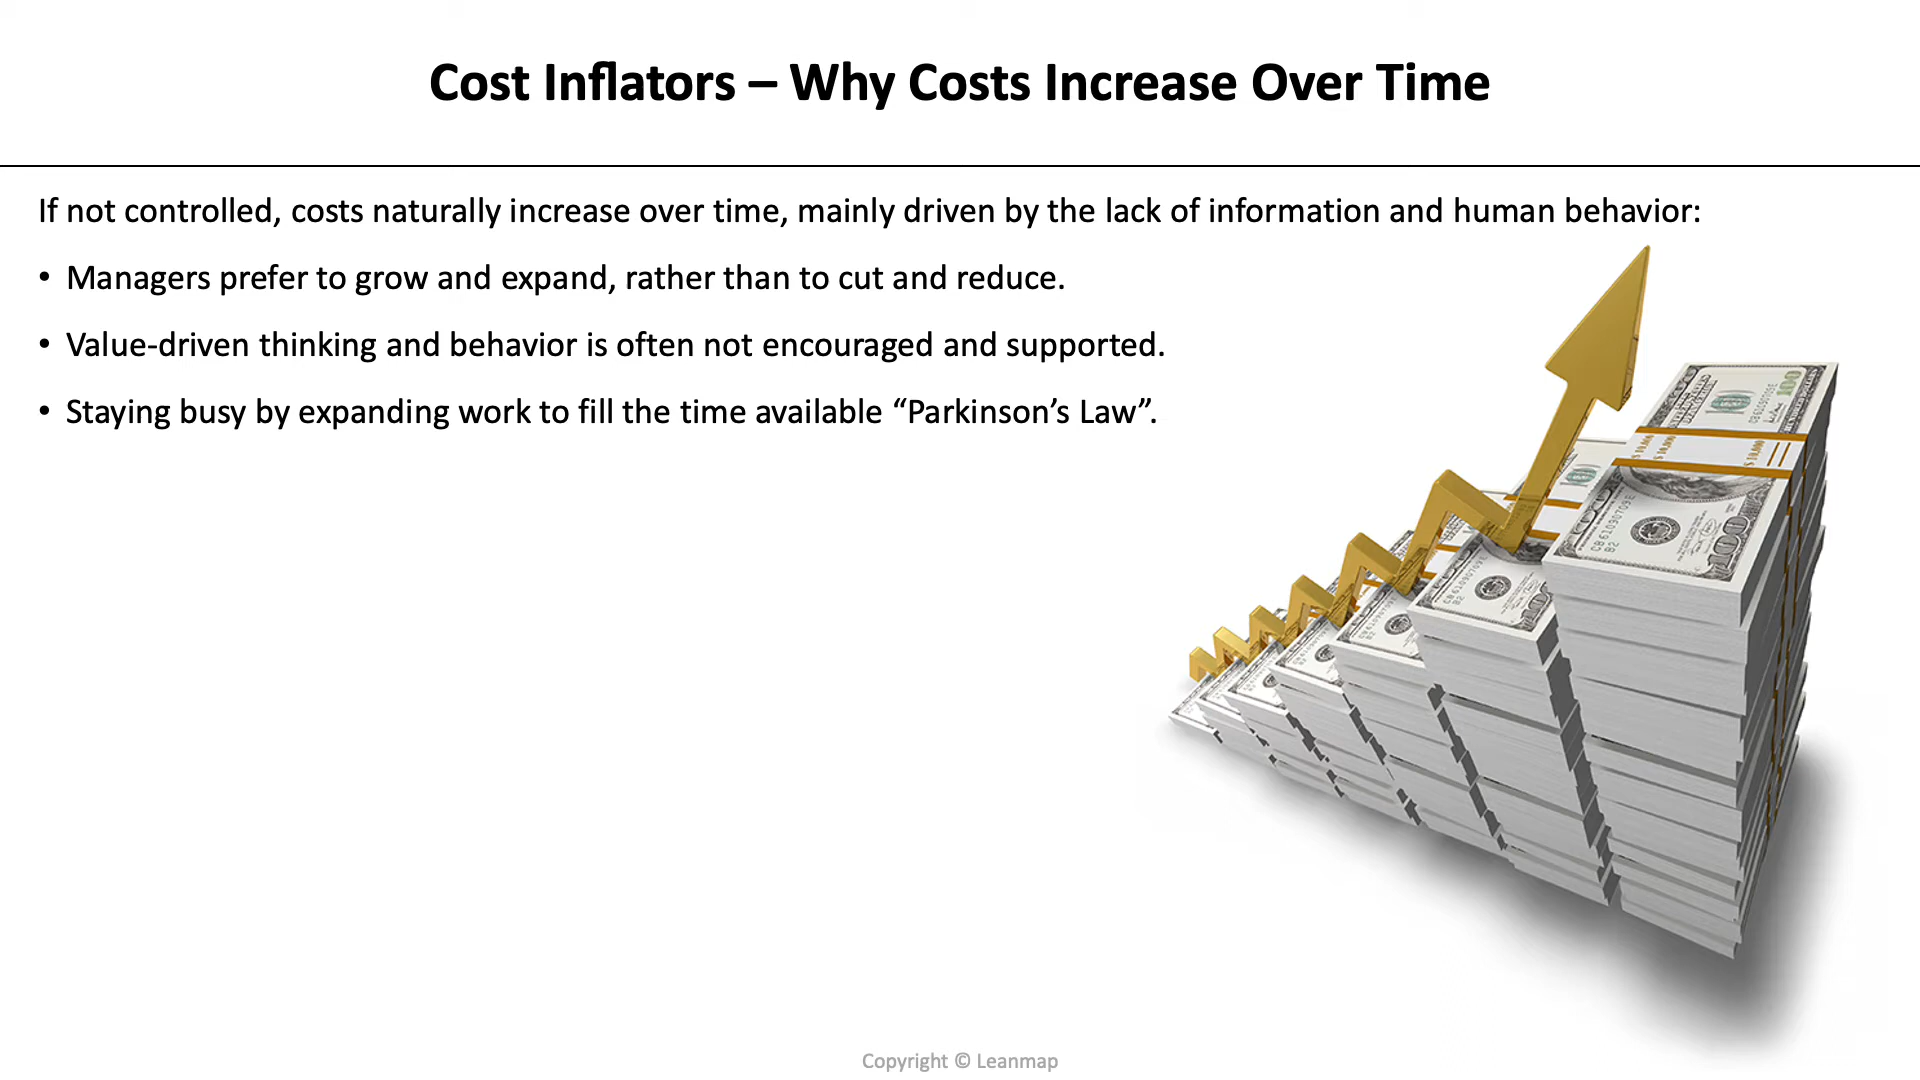 Cost Inflators – Why Costs Increase Over Time
If not controlled, costs naturally increase over time, mainly driven by the lack of information and human behavior:
• Managers prefer to grow and expand, rather than to cut and reduce.
• Value-driven thinking and behavior is often not encouraged and supported.
• Staying busy by expanding work to fill the time available “Parkinson’s Law”.
Copyright © Leanmap